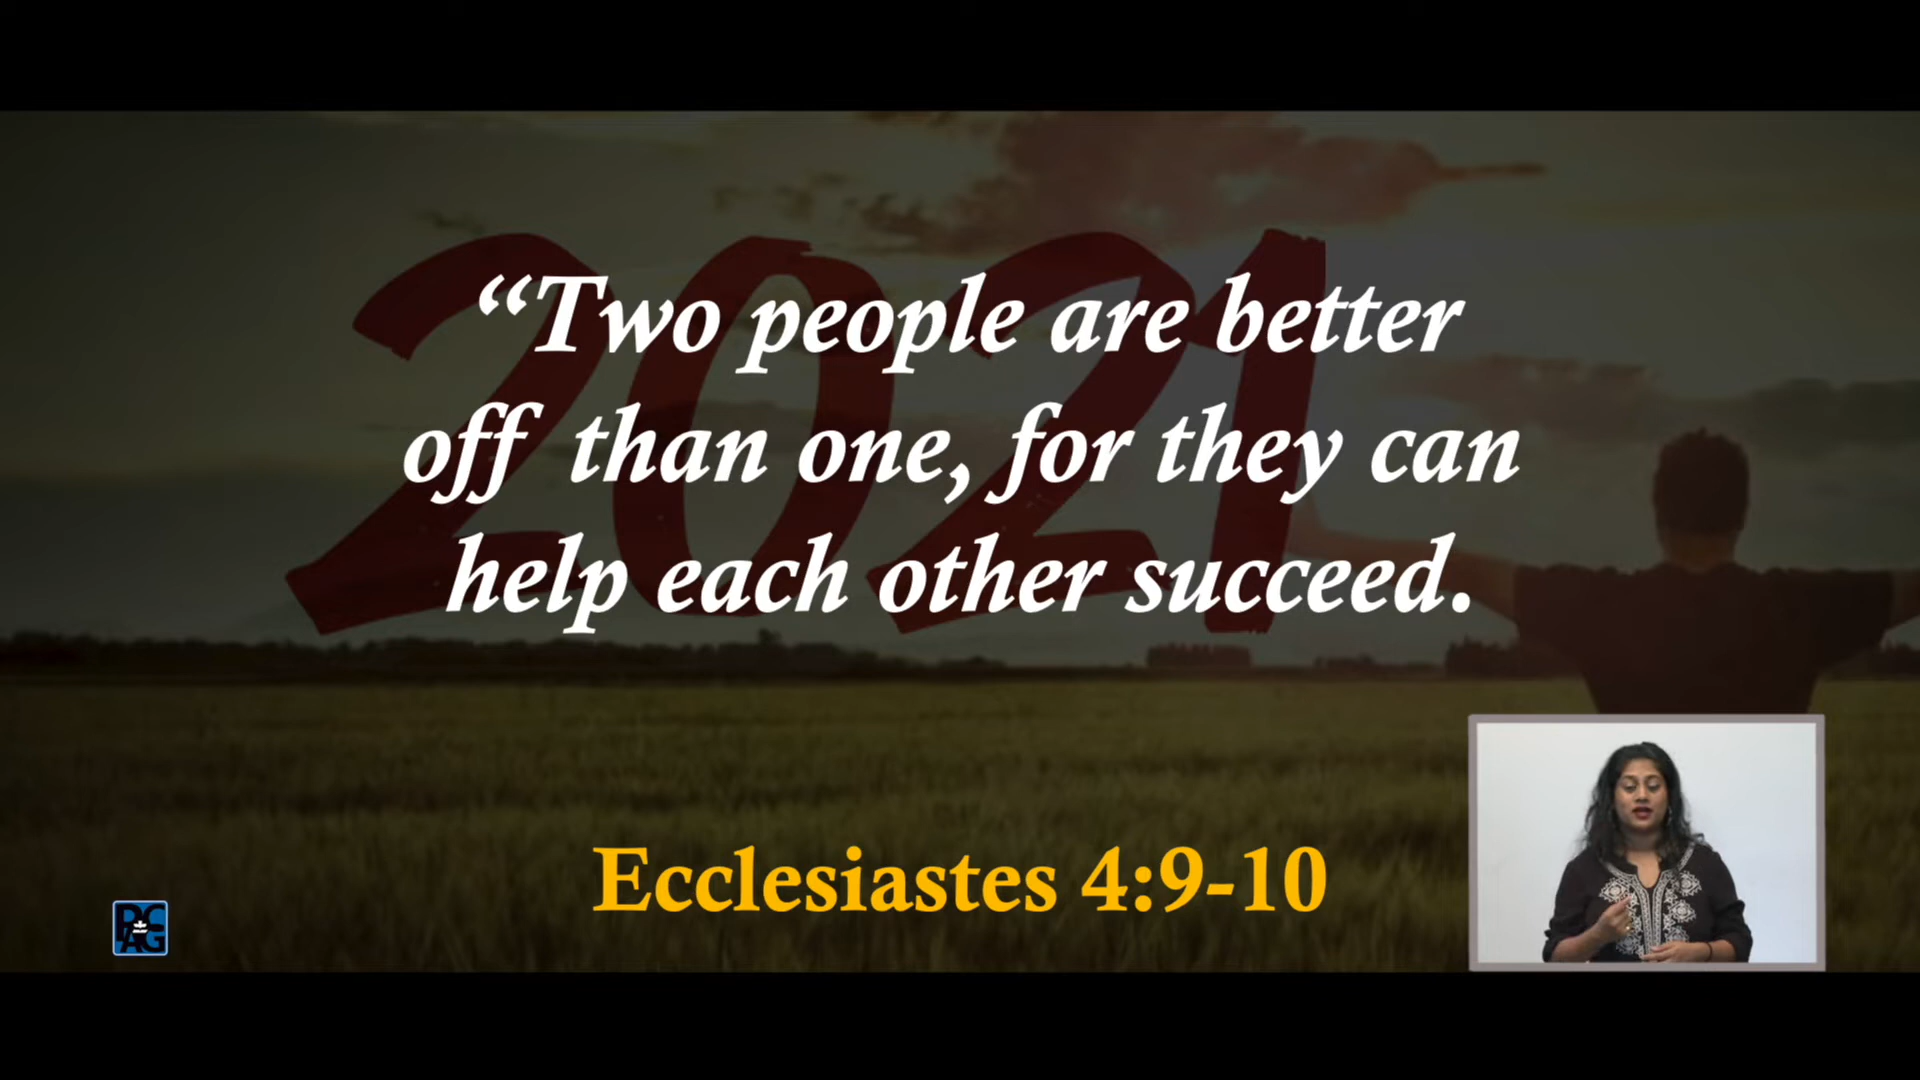 2021
“Two people are better
off than one, for they can
help each other succeed.
Ecclesiastes 4:9-10
DCAG